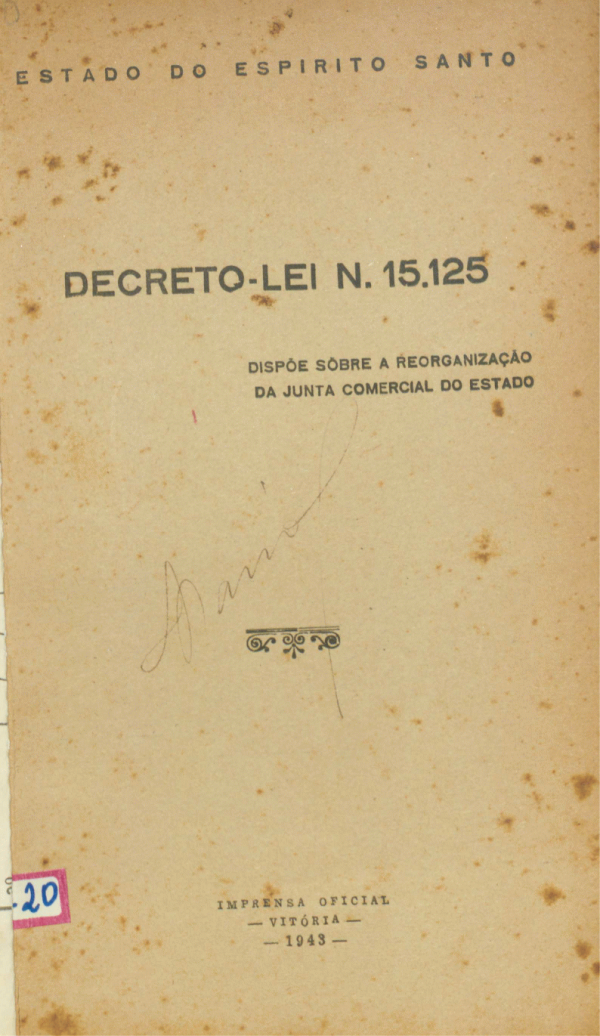 ESTADO DO ESPIRITO SANTO
DECRETO-LEI N. 15.125
DISPÕE SÔBRE A REORGANIZAÇÃO
DA JUNTA COMERCIAL DO ESTADO
20
IMPRENSA OFICIAL
— VITÓRIA —
— 1943 —